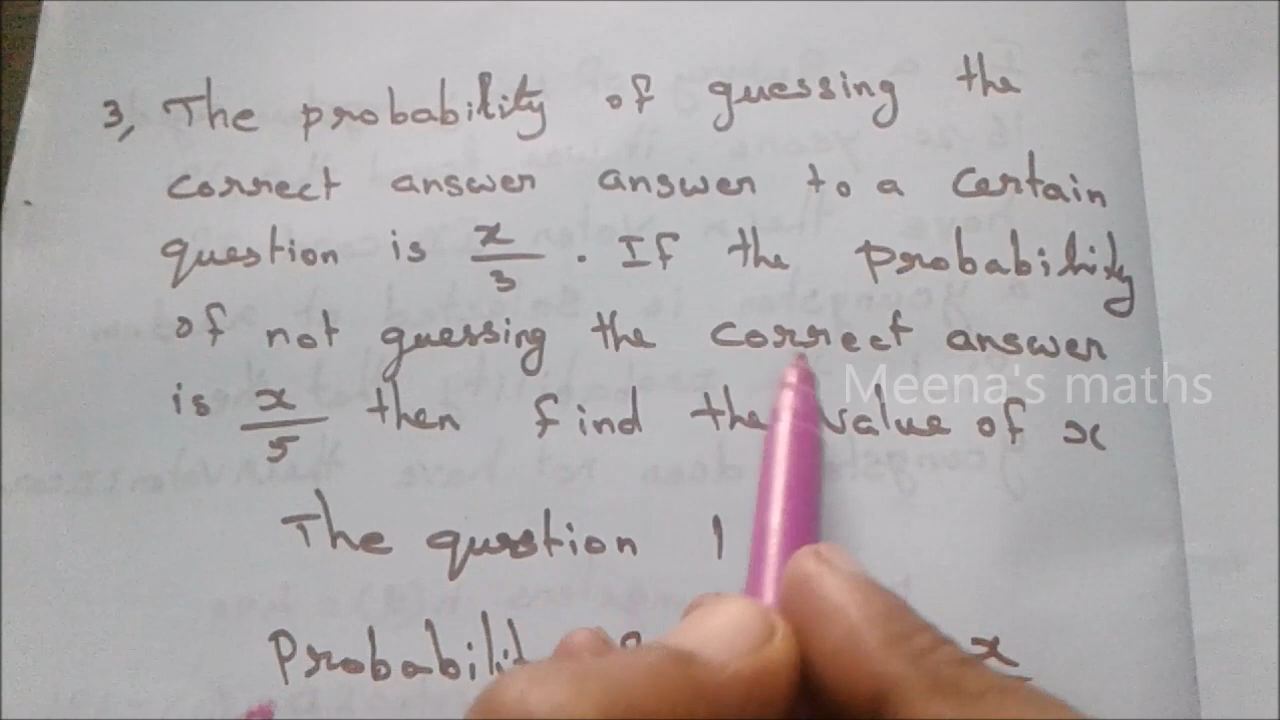 3, The probability of guessing the
correct answer answer to a certain
question is x/3 . If the probability
of not guessing the correct answer
is x/5 then find the value of x
Meena's maths
The question 1
Probabilit x